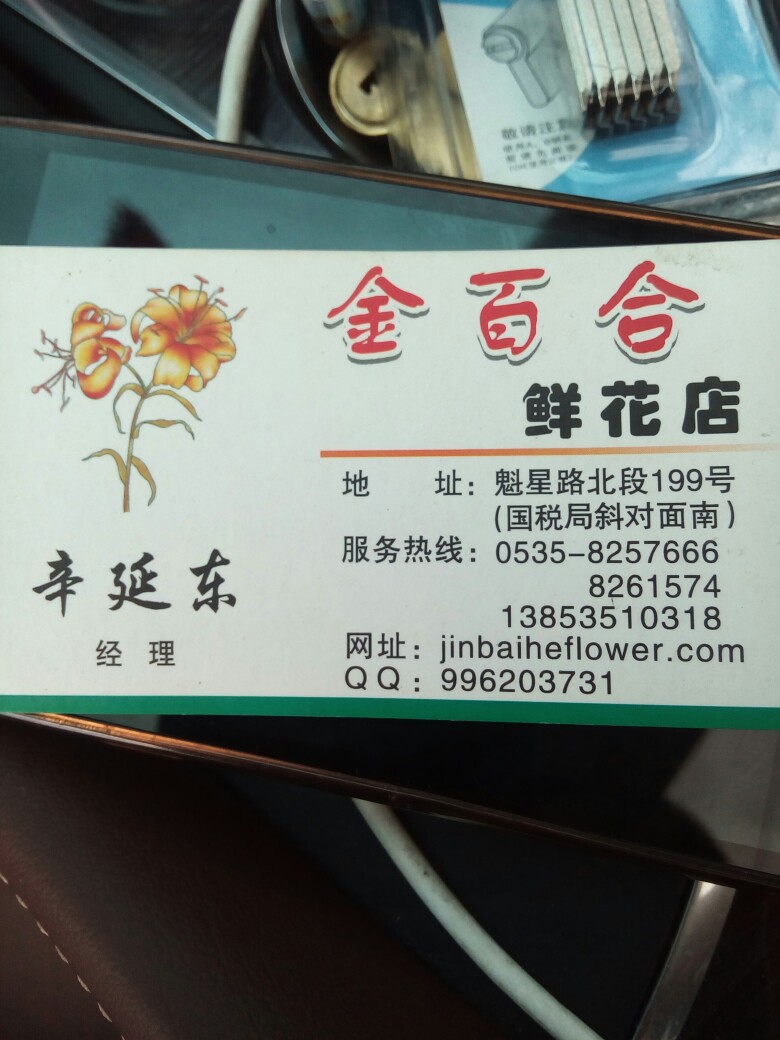 敬请注意
金百合
鲜花店
地 址：魁星路北段199号
(国税局斜对面南)
服务热线：0535-8257666
8261574
13853510318
网址：jinbaiheflower.com
QQ：996203731
辛延东
经 理